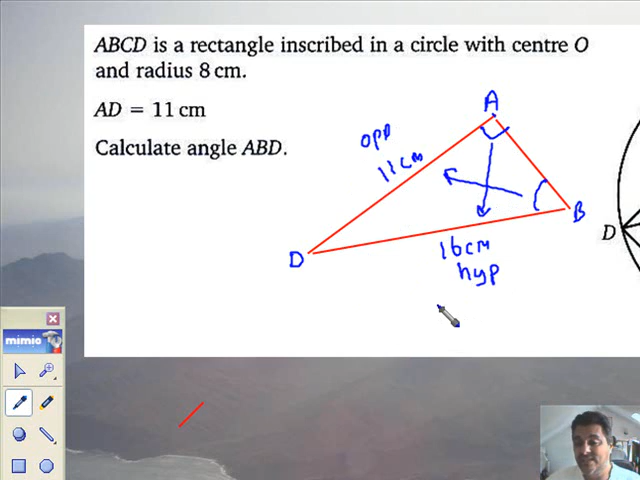 ABCD is a rectangle inscribed in a circle with centre O
and radius 8 cm.
AD = 11 cm
Calculate angle ABD.
A
opp
11cm
B
D
16cm
hyp
D
mimio